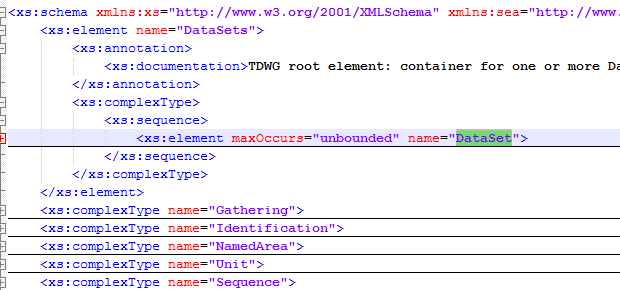 <xs:schema xmlns:xs="http://www.w3.org/2001/XMLSchema" xmlns:sea="http://www.
<xs:element name="DataSets">
<xs:annotation>
<xs:documentation>TDWG root element: container for one or more Da
</xs:annotation>
<xs:complexType>
<xs:sequence>
<xs:element maxOccurs="unbounded" name="DataSet">
</xs:sequence>
</xs:complexType>
</xs:element>
<xs:complexType name="Gathering">
<xs:complexType name="Identification">
<xs:complexType name="NamedArea">
<xs:complexType name="Unit">
<xs:complexType name="Sequence">